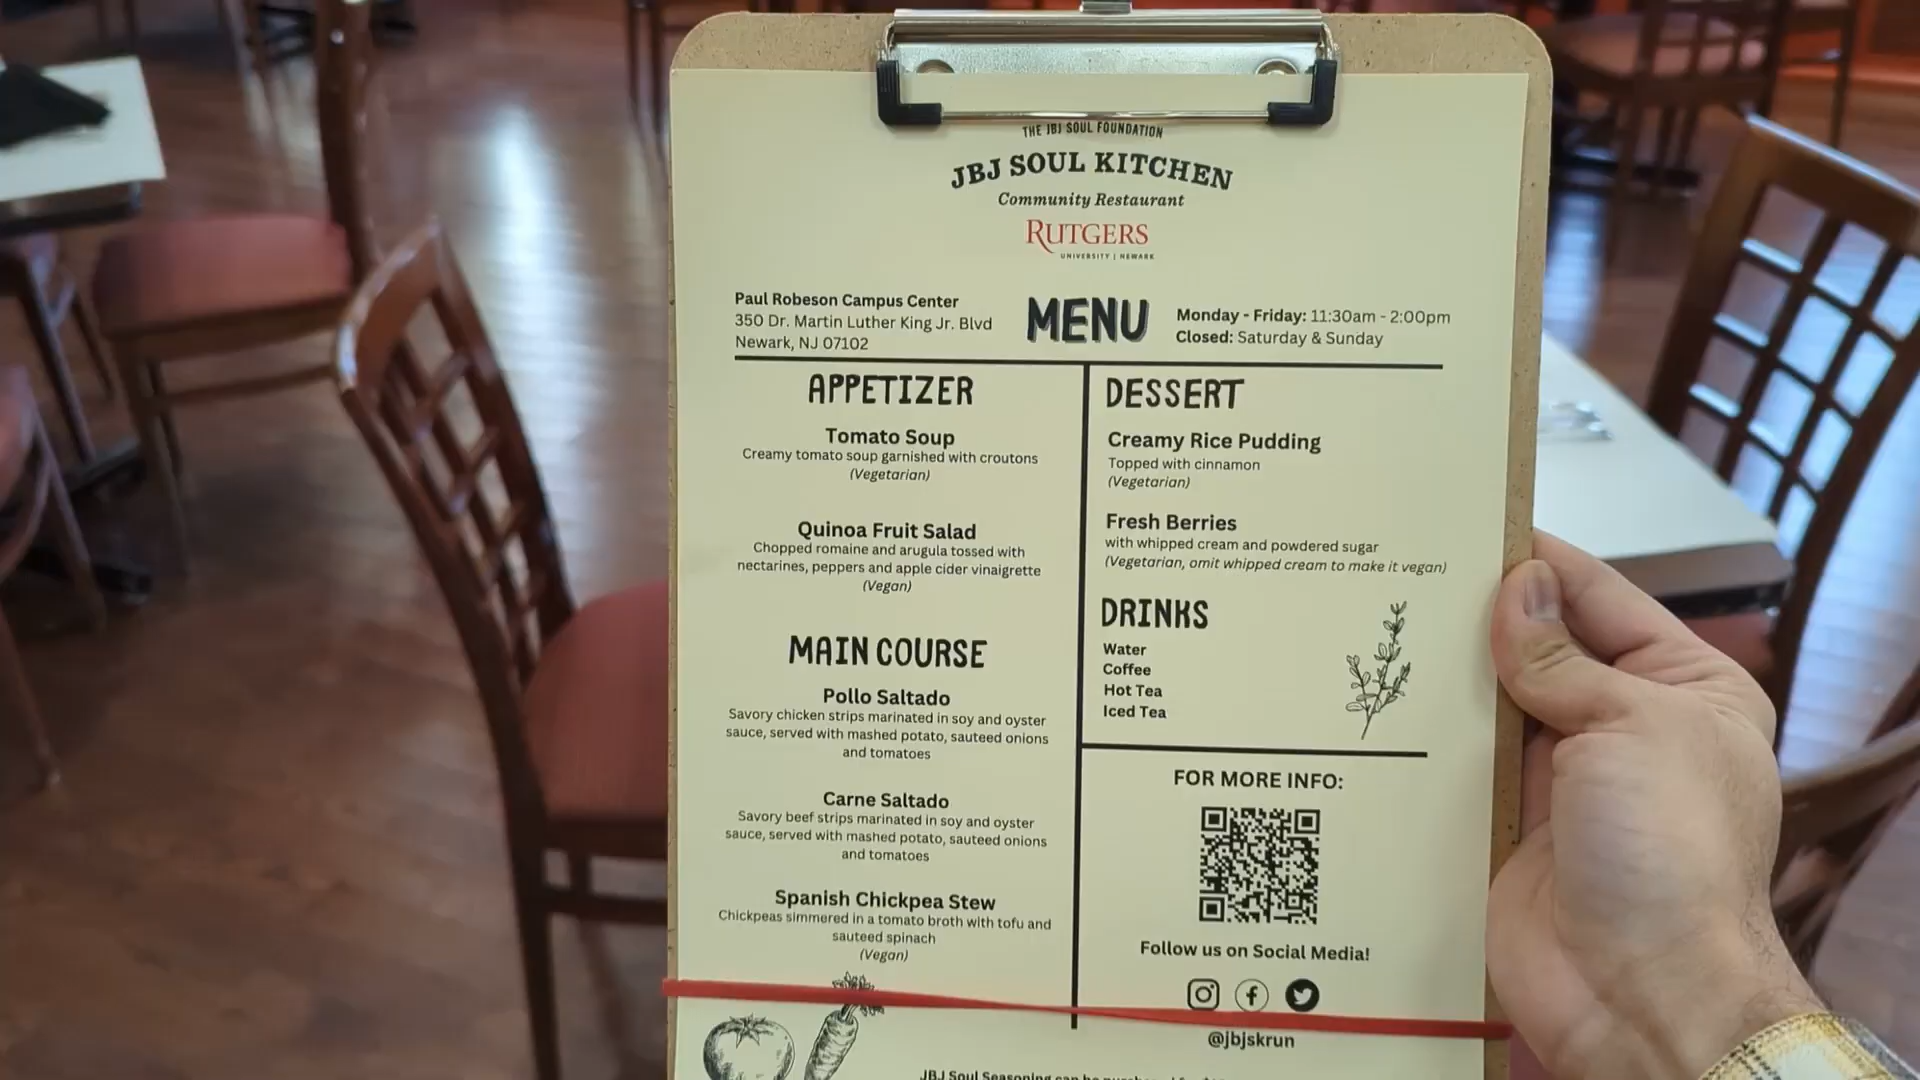 THE JBJ SOUL FOUNDATION
JBJ SOUL KITCHEN
Community Restaurant
RUTGERS
UNIVERSITY | NEWARK
Paul Robeson Campus Center
350 Dr. Martin Luther King Jr. Blvd
Newark, NJ 07102
MENU
Monday - Friday: 11:30am - 2:00pm
Closed: Saturday & Sunday
APPETIZER
Tomato Soup
Creamy tomato soup garnished with croutons
(Vegetarian)
Quinoa Fruit Salad
Chopped romaine and arugula tossed with
nectarines, peppers and apple cider vinaigrette
(Vegan)
MAIN COURSE
Pollo Saltado
Savory chicken strips marinated in soy and oyster
sauce, served with mashed potato, sauteed onions
and tomatoes
Carne Saltado
Savory beef strips marinated in soy and oyster
sauce, served with mashed potato, sauteed onions
and tomatoes
Spanish Chickpea Stew
Chickpeas simmered in a tomato broth with tofu and
sauteed spinach
(Vegan)
DESSERT
Creamy Rice Pudding
Topped with cinnamon
(Vegetarian)
Fresh Berries
with whipped cream and powdered sugar
(Vegetarian, omit whipped cream to make it vegan)
DRINKS
Water
Coffee
Hot Tea
Iced Tea
FOR MORE INFO:
Follow us on Social Media!
@jbjskrun
JBJ Soul Seasoning can be purchased